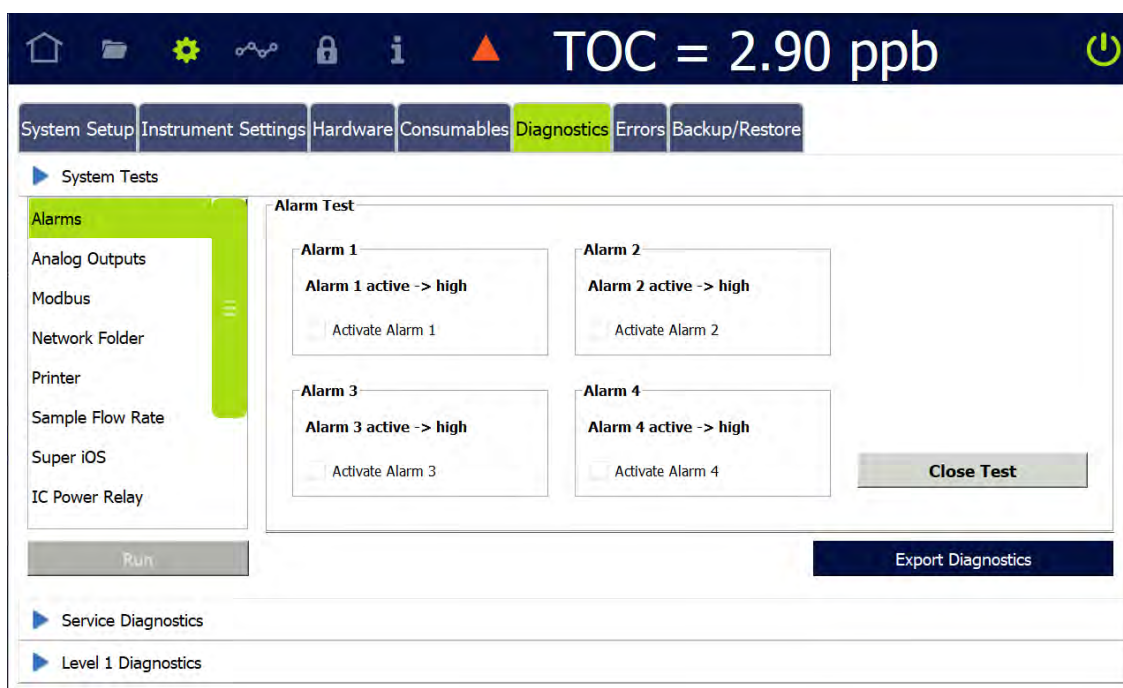 TOC = 2.90 ppb
System Setup Instrument Settings Hardware Consumables Diagnostics Errors Backup/Restore
System Tests
Alarms
Analog Outputs
Modbus
Network Folder
Printer
Sample Flow Rate
Super iOS
IC Power Relay
Run
Alarm Test
Alarm 1
Alarm 1 active -> high
Activate Alarm 1
Alarm 2
Alarm 2 active -> high
Activate Alarm 2
Alarm 3
Alarm 3 active -> high
Activate Alarm 3
Alarm 4
Alarm 4 active -> high
Activate Alarm 4
Close Test
Export Diagnostics
Service Diagnostics
Level 1 Diagnostics